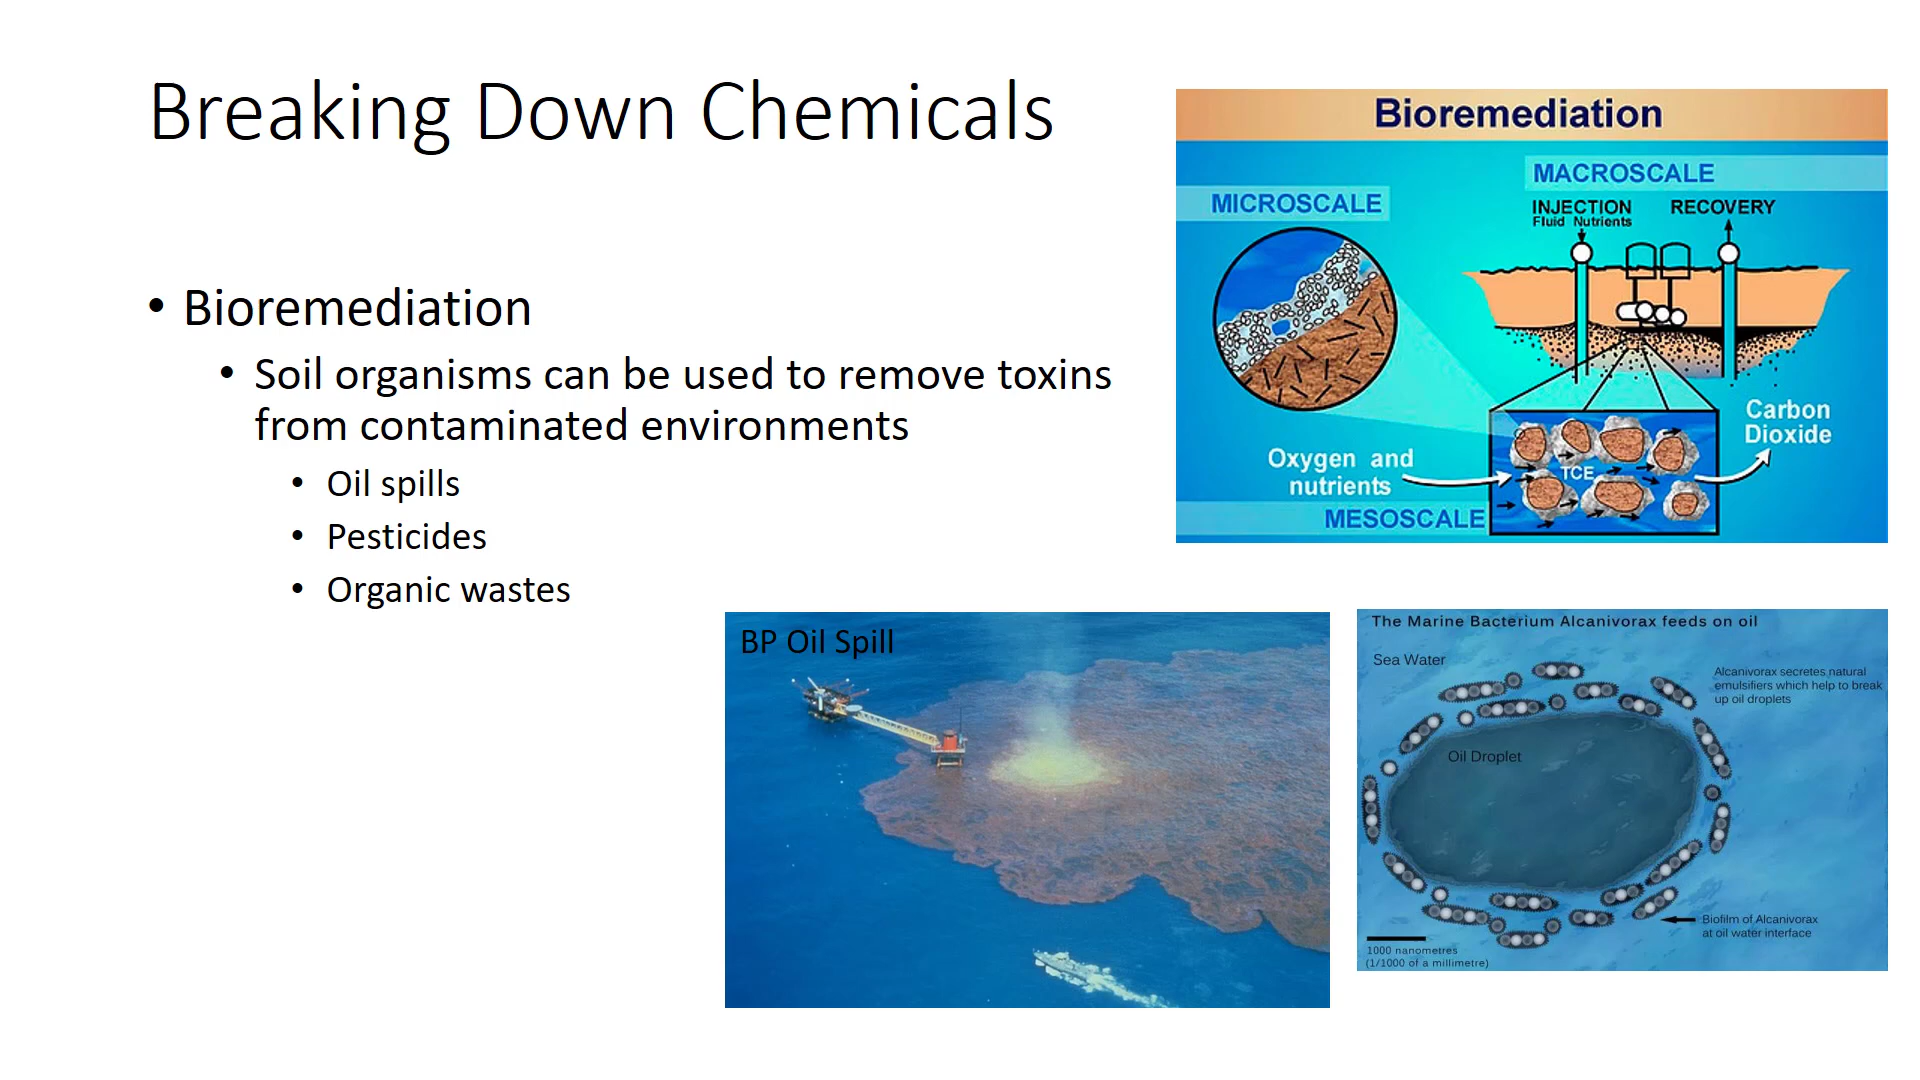 Breaking Down Chemicals
• Bioremediation
• Soil organisms can be used to remove toxins
from contaminated environments
• Oil spills
• Pesticides
• Organic wastes
Bioremediation
MACROSCALE
MICROSCALE
INJECTION
Fluid Nutrients
RECOVERY
Carbon
Dioxide
Oxygen and
nutrients
TCE
MESOSCALE
BP Oil Spill
The Marine Bacterium Alcanivorax feeds on oil
Sea Water
Alcanivorax secretes natural
emulsifiers which help to break
up oil droplets
Oil Droplet
Biofilm of Alcanivorax
at oil water interface
1000 nanometres
(1/1000 of a millimetre)